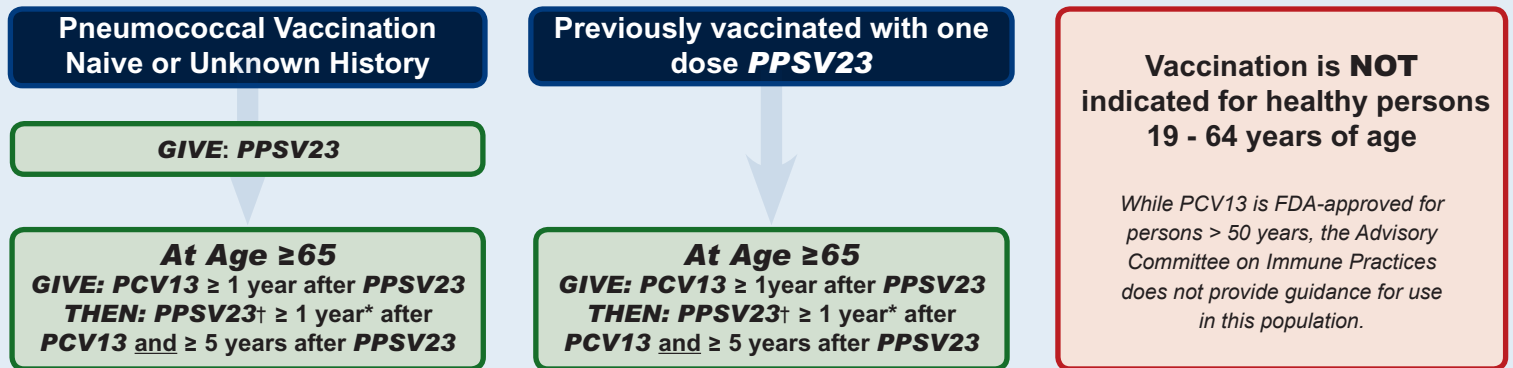 Pneumococcal Vaccination
Naive or Unknown History
GIVE: PPSV23
At Age ≥65
GIVE: PCV13 ≥ 1 year after PPSV23
THEN: PPSV23† ≥ 1 year* after
PCV13 and ≥ 5 years after PPSV23
Previously vaccinated with one
dose PPSV23
At Age ≥65
GIVE: PCV13 ≥ 1year after PPSV23
THEN: PPSV23† ≥ 1 year* after
PCV13 and ≥ 5 years after PPSV23
Vaccination is NOT
indicated for healthy persons
19 - 64 years of age
While PCV13 is FDA-approved for
persons > 50 years, the Advisory
Committee on Immune Practices
does not provide guidance for use
in this population.